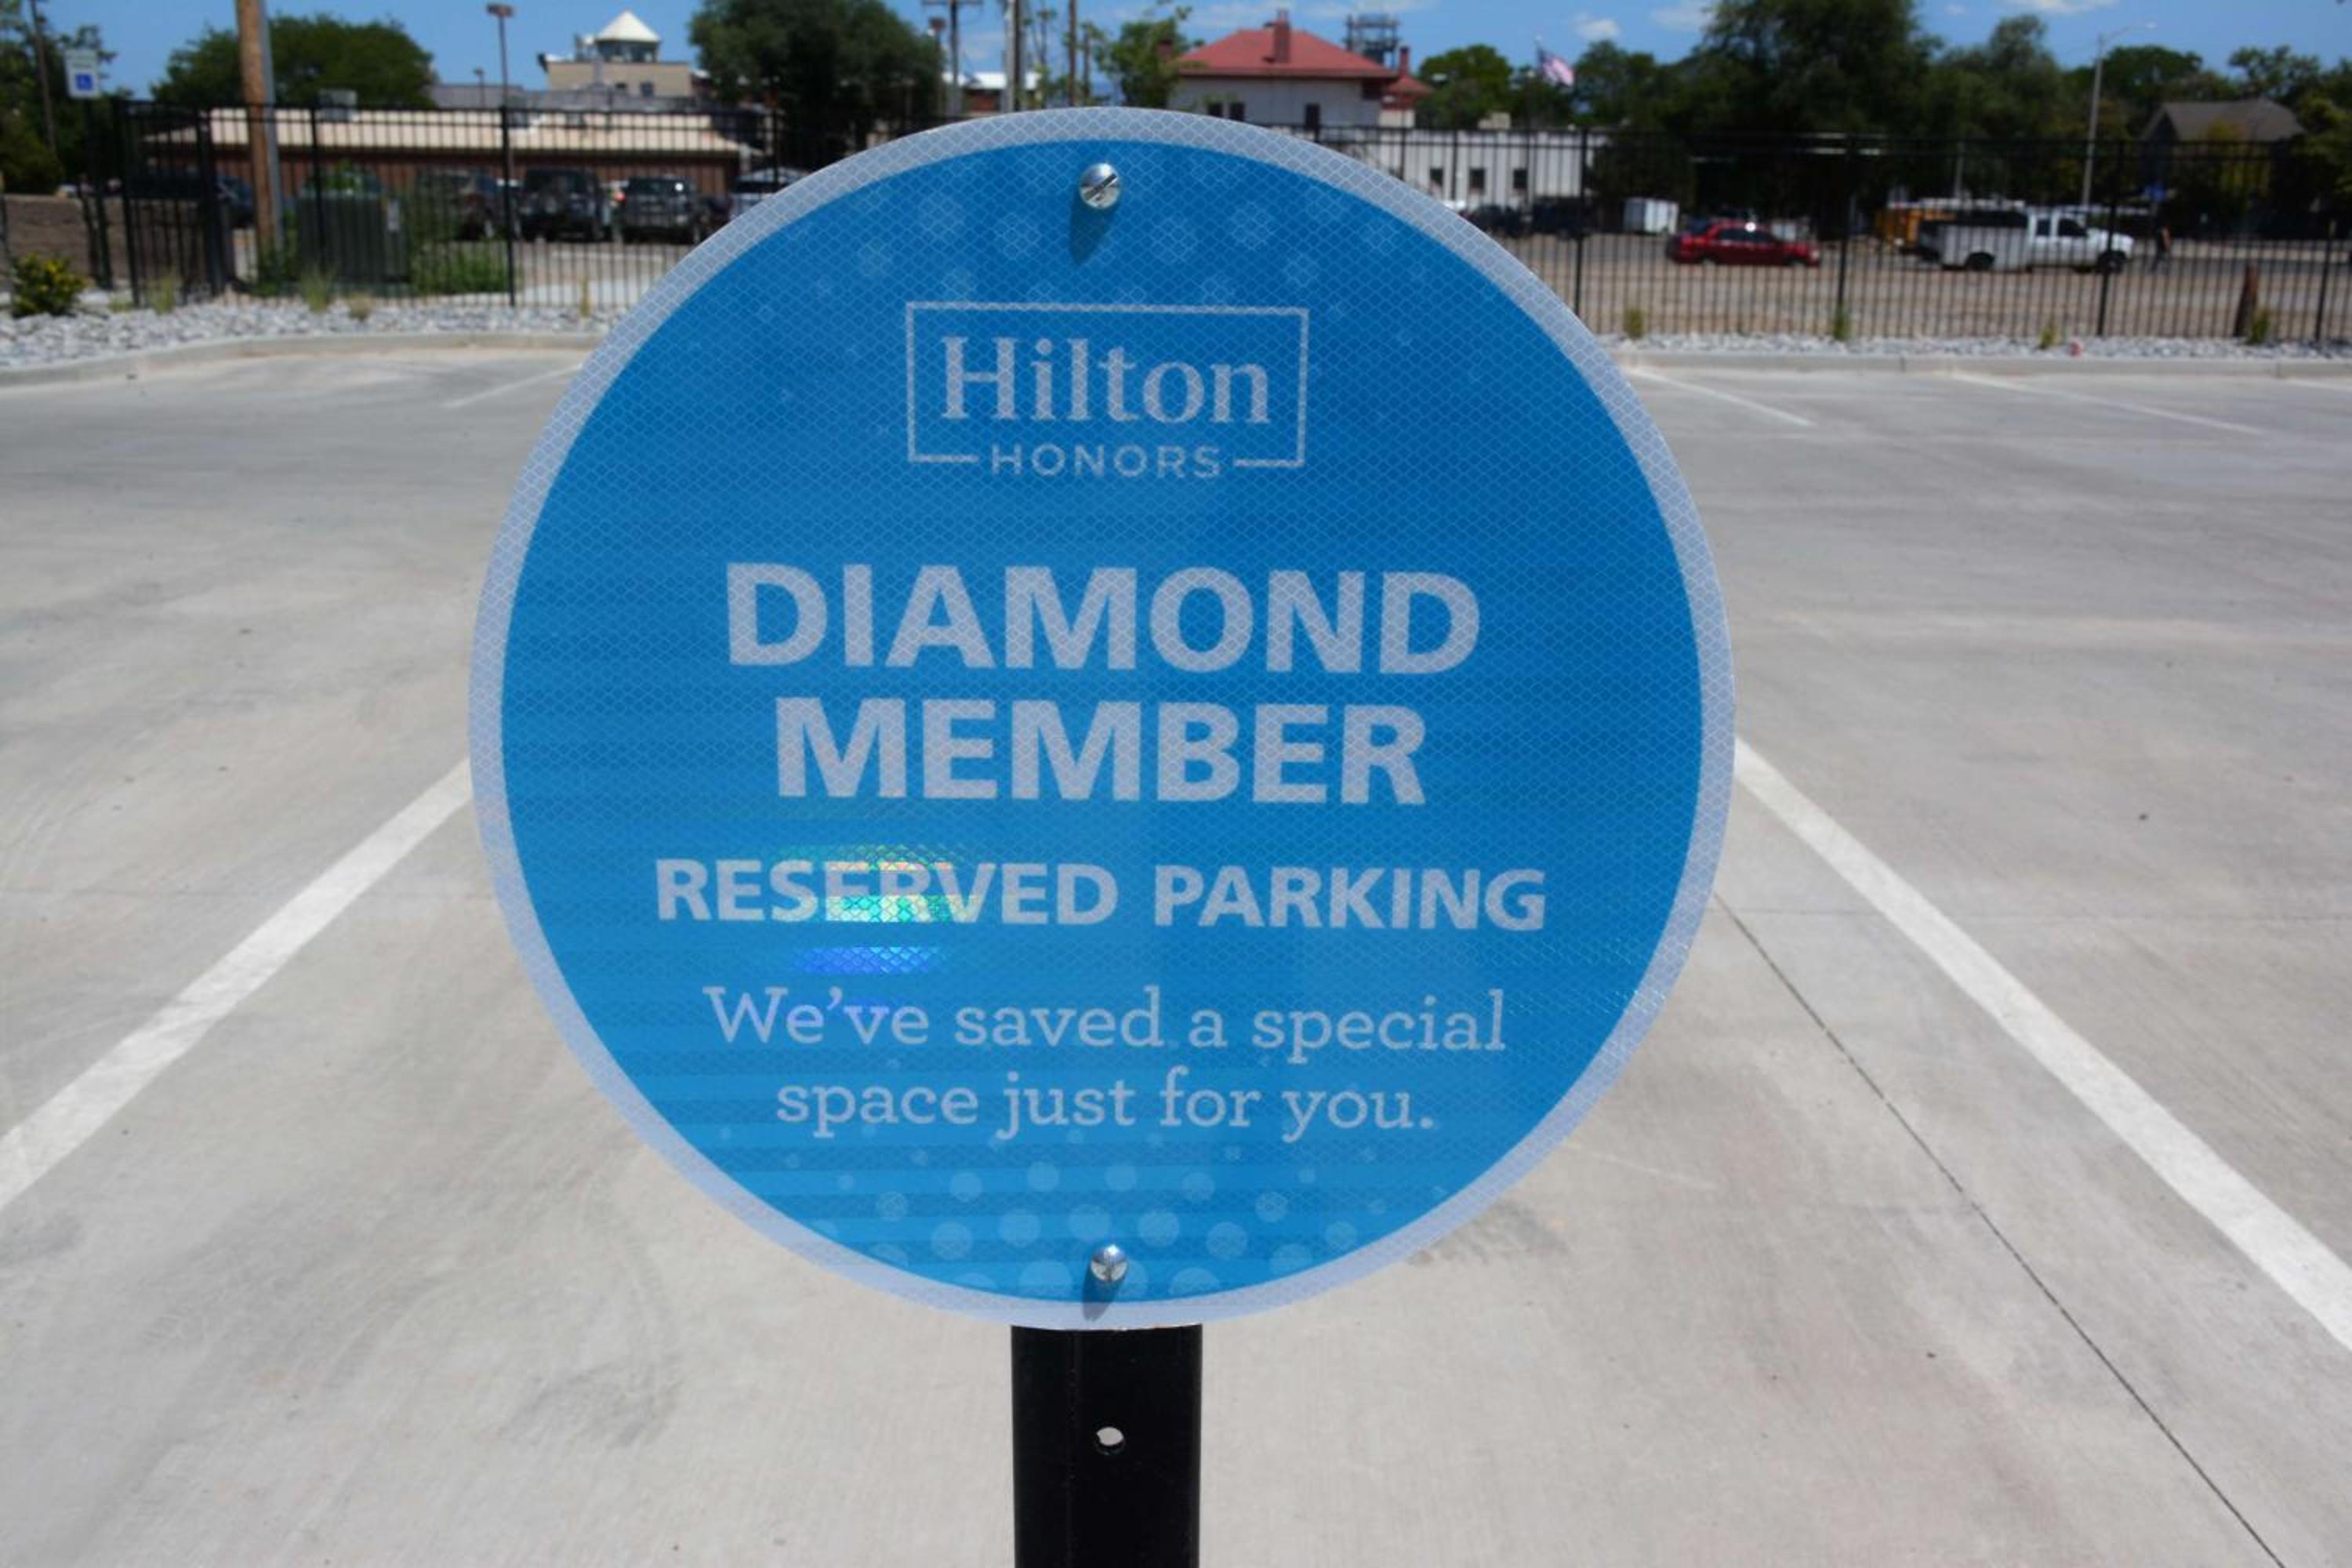 Hilton
HONORS
DIAMOND
MEMBER
RESERVED PARKING
We've saved a special
space just for you.